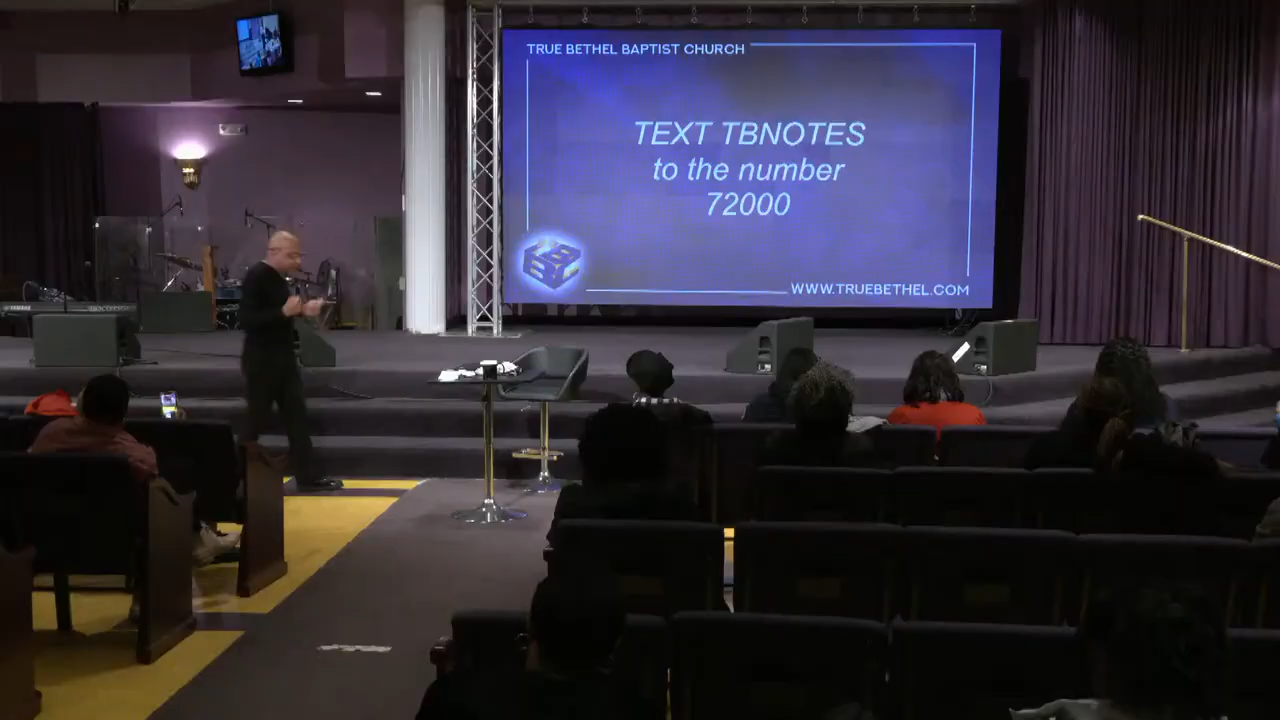 TRUE BETHEL BAPTIST CHURCH
TEXT TBNOTES
to the number
72000
WWW.TRUEBETHEL.COM